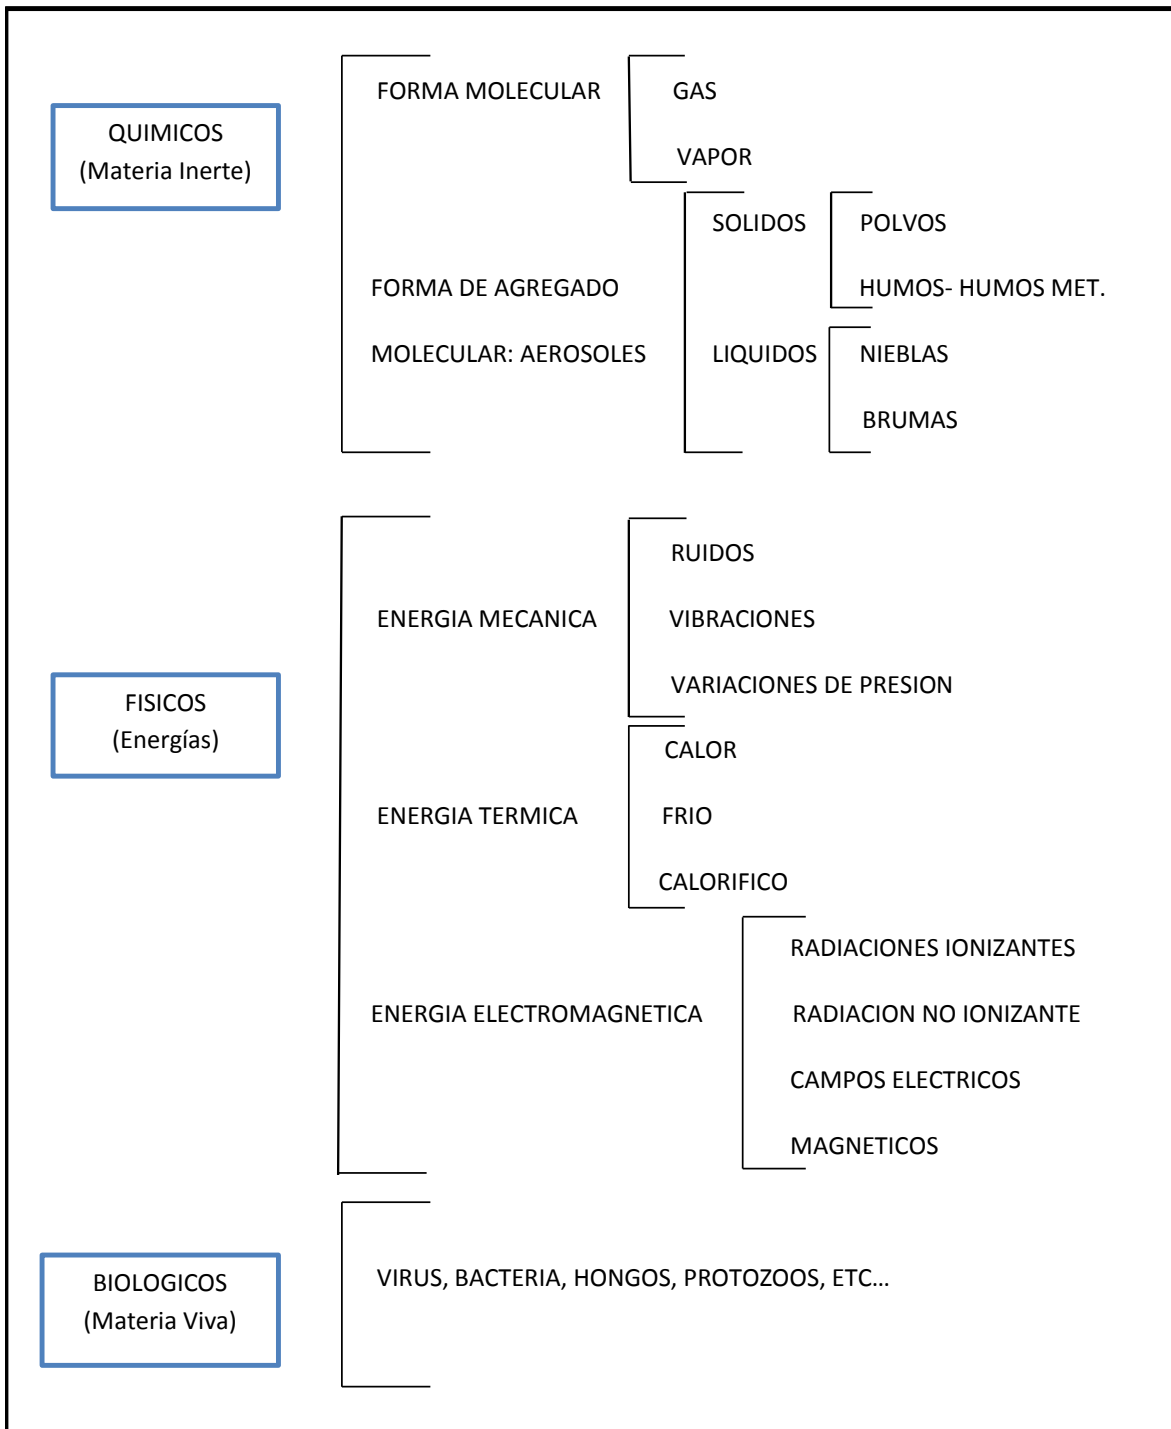 FORMA MOLECULAR
GAS
QUIMICOS
(Materia Inerte)
VAPOR
SOLIDOS
POLVOS
FORMA DE AGREGADO
HUMOS- HUMOS MET.
MOLECULAR: AEROSOLES
LIQUIDOS
NIEBLAS
BRUMAS
RUIDOS
ENERGIA MECANICA
VIBRACIONES
VARIACIONES DE PRESION
FISICOS
(Energías)
CALOR
ENERGIA TERMICA
FRIO
CALORIFICO
RADIACIONES IONIZANTES
ENERGIA ELECTROMAGNETICA
RADIACION NO IONIZANTE
CAMPOS ELECTRICOS
MAGNETICOS
BIOLOGICOS
(Materia Viva)
VIRUS, BACTERIA, HONGOS, PROTOZOOS, ETC…